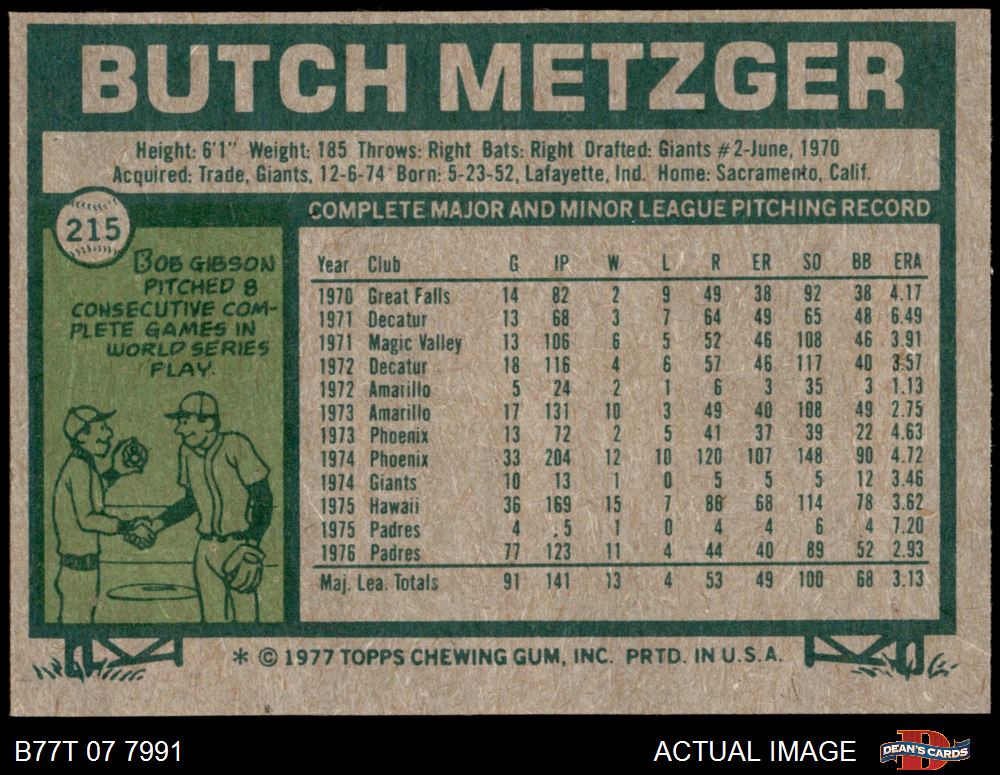 BUTCH METZGER
Height: 6'1" Weight: 185 Throws: Right Bats: Right Drafted: Giants #2-June, 1970
Acquired: Trade, Giants, 12-6-74 Born: 5-23-52, Lafayette, Ind. Home: Sacramento, Calif.
215
BOB GIBSON
PITCHED 8
CONSECUTIVE COM-
PLETE GAMES IN
WORLD SERIES
PLAY.
8
COMPLETE MAJOR AND MINOR LEAGUE PITCHING RECORD
Year Club G IP W L R ER SO BB ERA
1970 Great Falls 14 82 2 9 49 38 92 38 4.17
1971 Decatur 13 68 3 7 64 49 65 48 6.49
1971 Magic Valley 13 106 6 5 52 46 108 46 3.91
1972 Decatur 18 116 4 6 57 46 117 40 3.57
1972 Amarillo 5 24 2 1 6 3 35 3 1.13
1973 Amarillo 17 131 10 3 49 40 108 49 2.75
1973 Phoenix 13 72 2 5 41 37 39 22 4.63
1974 Phoenix 33 204 12 10 120 107 148 90 4.72
1974 Giants 10 13 1 0 5 5 5 12 3.46
1975 Hawaii 36 169 15 7 86 68 114 78 3.62
1975 Padres 4 .5 1 0 4 4 6 4 7.20
1976 Padres 77 123 11 4 44 40 89 52 2.93
Maj. Lea. Totals 91 141 13 4 53 49 100 68 3.13
* © 1977 TOPPS CHEWING GUM, INC. PRTD. IN U.S.A.
B77T 07 7991
ACTUAL IMAGE
D
DEAN'S CARDS